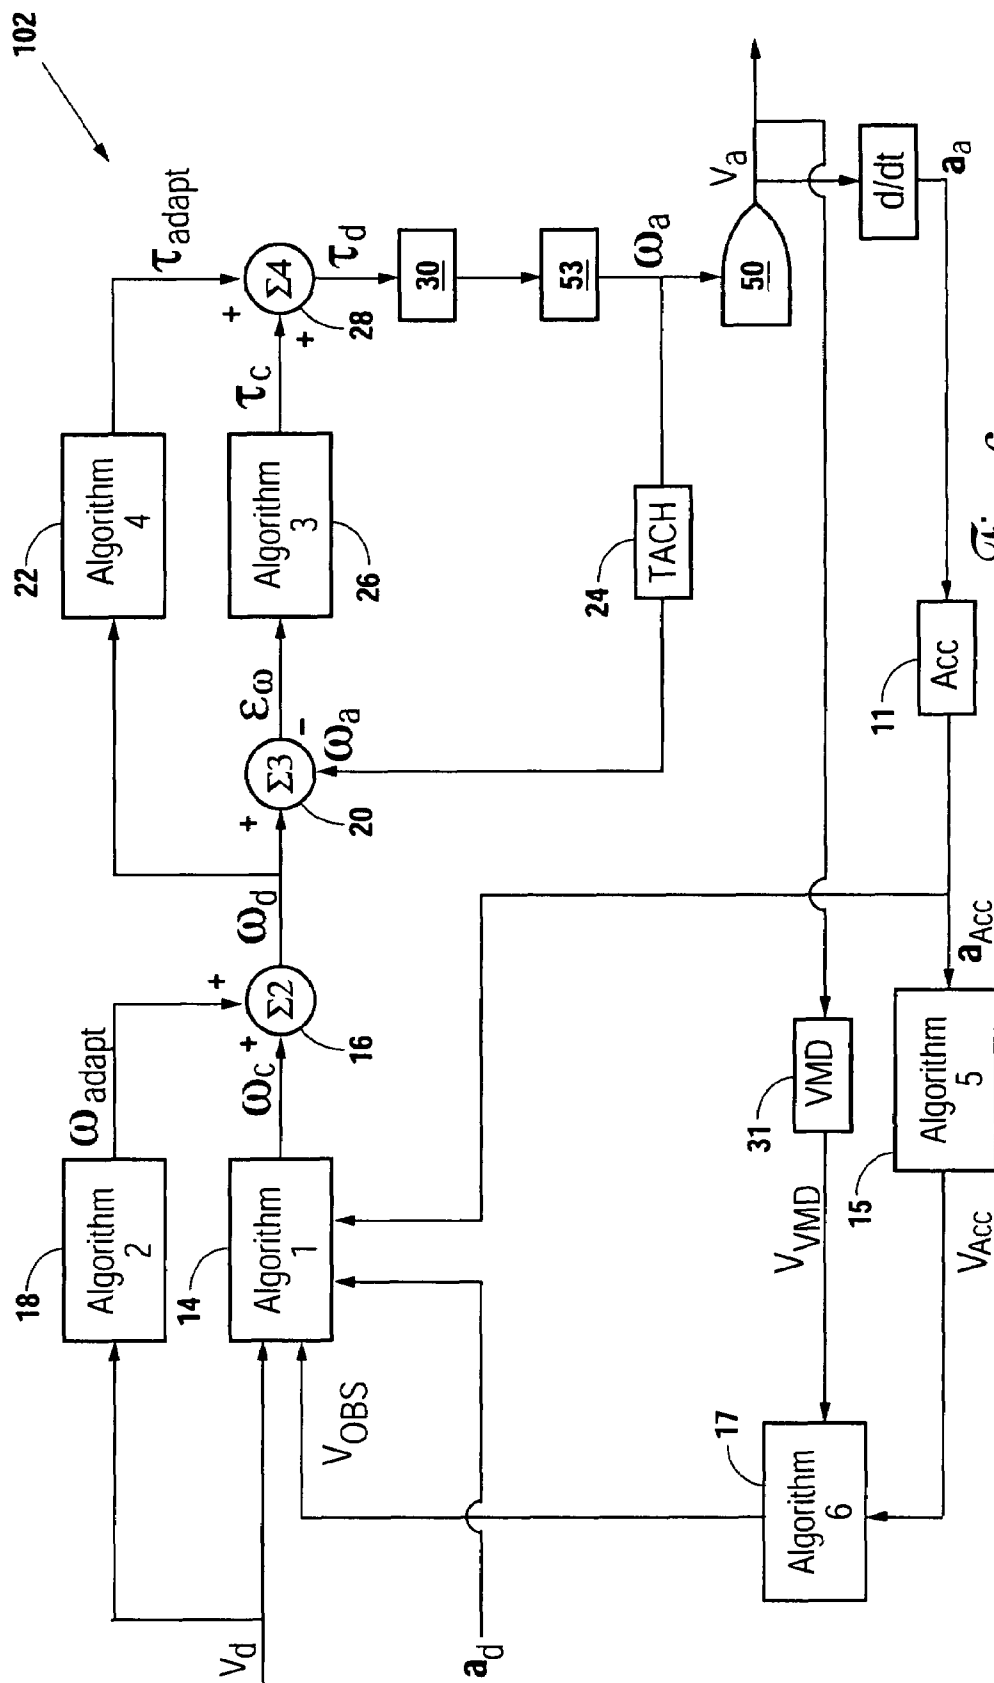 102
τadapt
Σ4
+
+
28
τd
30
53
ωa
50
Va
d/dt
aa
22
Algorithm
4
τc
Algorithm
3
26
24
TACH
11
Acc
εω
+
Σ3
-
ωa
20
ωd
ωadapt
+
Σ2
+
16
ωc
aAcc
18
Algorithm
2
14
Algorithm
1
31
VMD
VVMD
15
Algorithm
5
VAcc
VOBS
17
Algorithm
6
Vd
ad